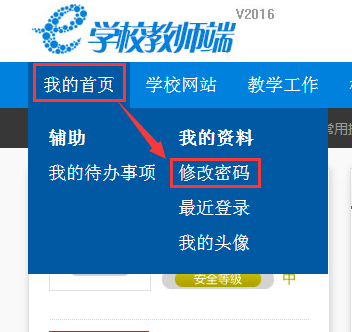 学校教师端 V2016
我的首页 学校网站 教学工作
常用
辅助 我的资料
我的待办事项 修改密码
最近登录
我的头像
安全等级 中